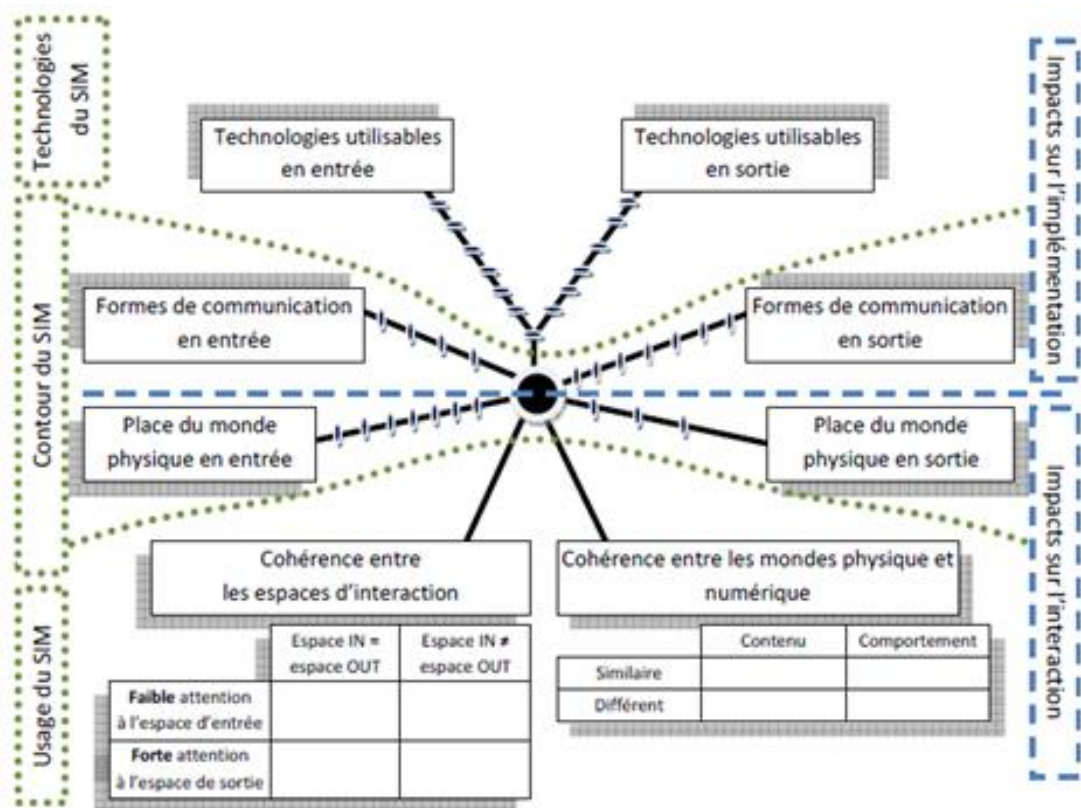 Technologies
du SIM
Technologies utilisables
en entrée
Technologies utilisables
en sortie
Impacts sur l'implémentation
Contour du SIM
Formes de communication
en entrée
Formes de communication
en sortie
Place du monde
physique en entrée
Place du monde
physique en sortie
Impacts sur l'interaction
Usage du SIM
Cohérence entre
les espaces d'interaction
Cohérence entre les mondes physique et
numérique
Espace IN =
espace OUT
Espace IN ≠
espace OUT
Faible attention
à l'espace d'entrée
Forte attention
à l'espace de sortie
Contenu
Comportement
Similaire
Différent